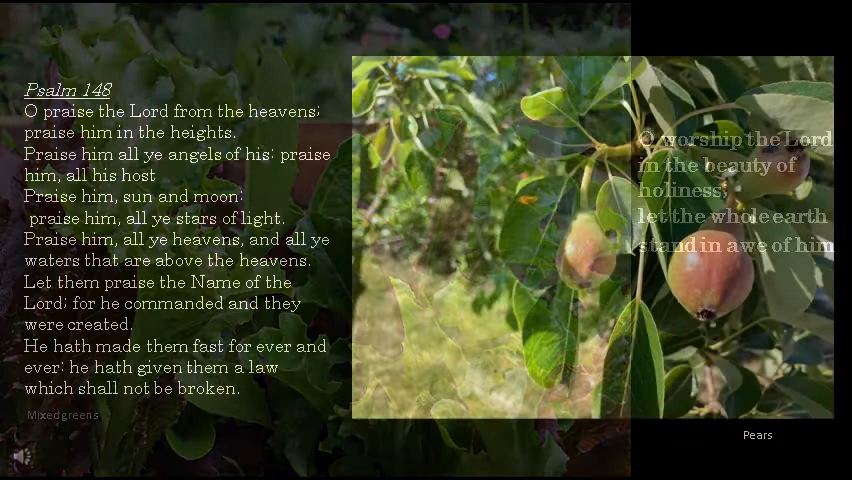 Psalm 148
O praise the Lord from the heavens:
praise him in the heights.
Praise him all ye angels of his: praise
him, all his host
Praise him, sun and moon:
praise him, all ye stars of light.
Praise him, all ye heavens, and all ye
waters that are above the heavens.
Let them praise the Name of the
Lord; for he commanded and they
were created.
He hath made them fast for ever and
ever: he hath given them a law
which shall not be broken.
Mixedgreens
O worship the Lord
in the beauty of
holiness;
let the whole earth
stand in awe of him
Pears